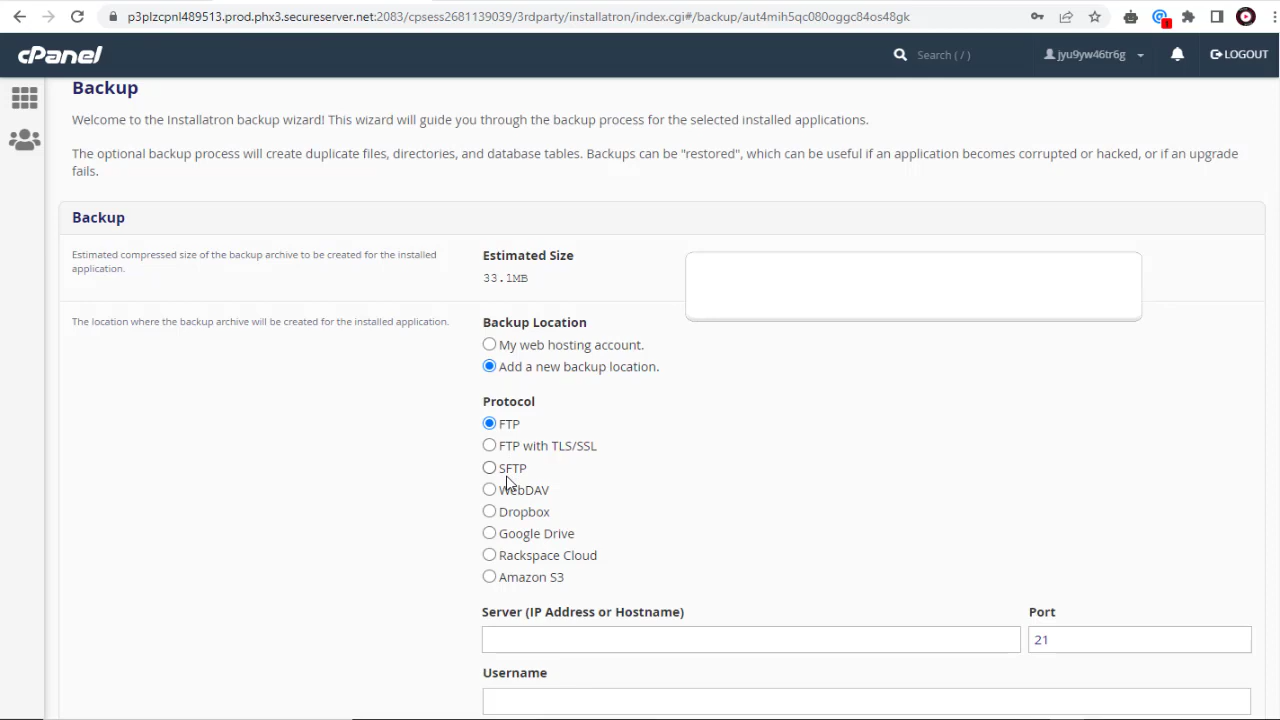 p3plzcpnl489513.prod.phx3.secureserver.net:2083/cpsess2681139039/3rdparty/installatron/index.cgi#/backup/aut4mih5qc080oggc84os48gk
1
cPanel
Search ( / )
jyu9yw46tr6g
LOGOUT
Backup
Welcome to the Installatron backup wizard! This wizard will guide you through the backup process for the selected installed applications.
The optional backup process will create duplicate files, directories, and database tables. Backups can be "restored", which can be useful if an application becomes corrupted or hacked, or if an upgrade
fails.
Backup
Estimated compressed size of the backup archive to be created for the installed
application.
Estimated Size
33.1MB
The location where the backup archive will be created for the installed application.
Backup Location
My web hosting account.
Add a new backup location.
Protocol
FTP
FTP with TLS/SSL
SFTP
WebDAV
Dropbox
Google Drive
Rackspace Cloud
Amazon S3
Server (IP Address or Hostname)
Port
21
Username